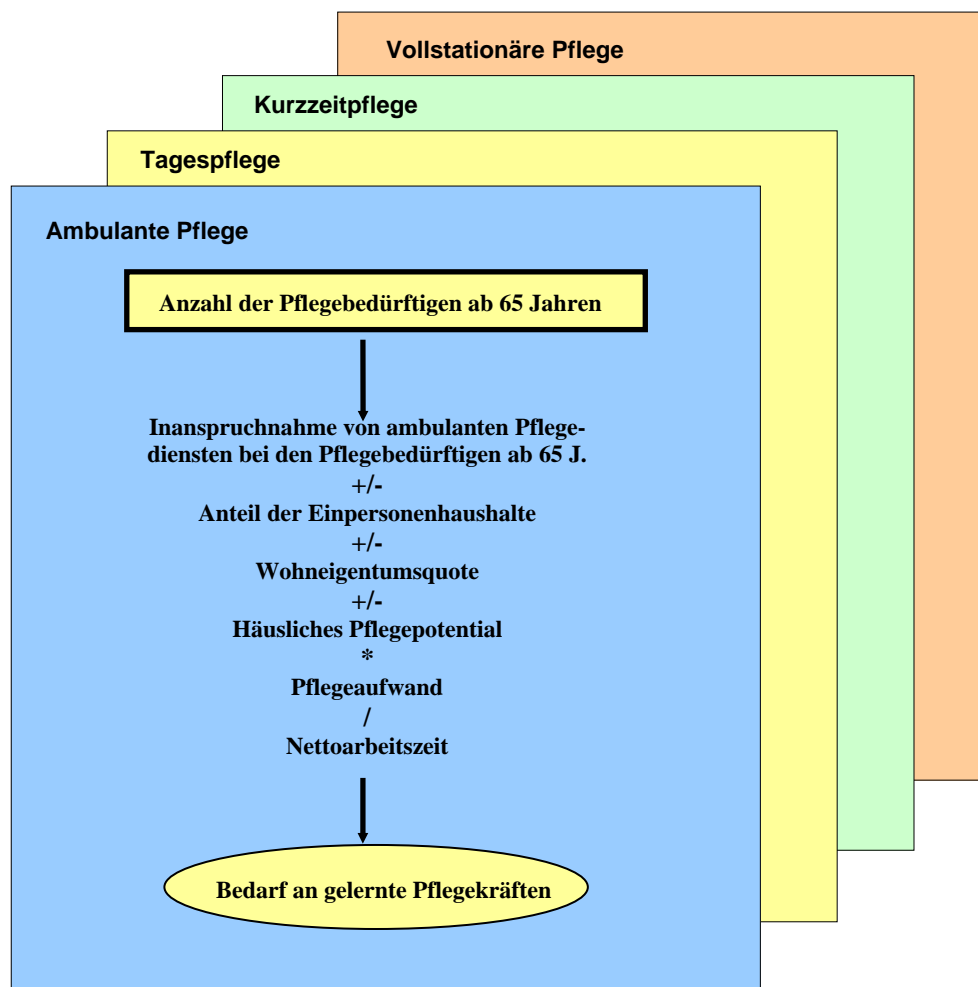 Vollstationäre Pflege
Kurzzeitpflege
Tagespflege
Ambulante Pflege
Anzahl der Pflegebedürftigen ab 65 Jahren
Inanspruchnahme von ambulanten Pflege-
diensten bei den Pflegebedürftigen ab 65 J.
+/-
Anteil der Einpersonenhaushalte
+/-
Wohneigentumsquote
+/-
Häusliches Pflegepotential
*
Pflegeaufwand
/
Nettoarbeitszeit
Bedarf an gelernte Pflegekräften